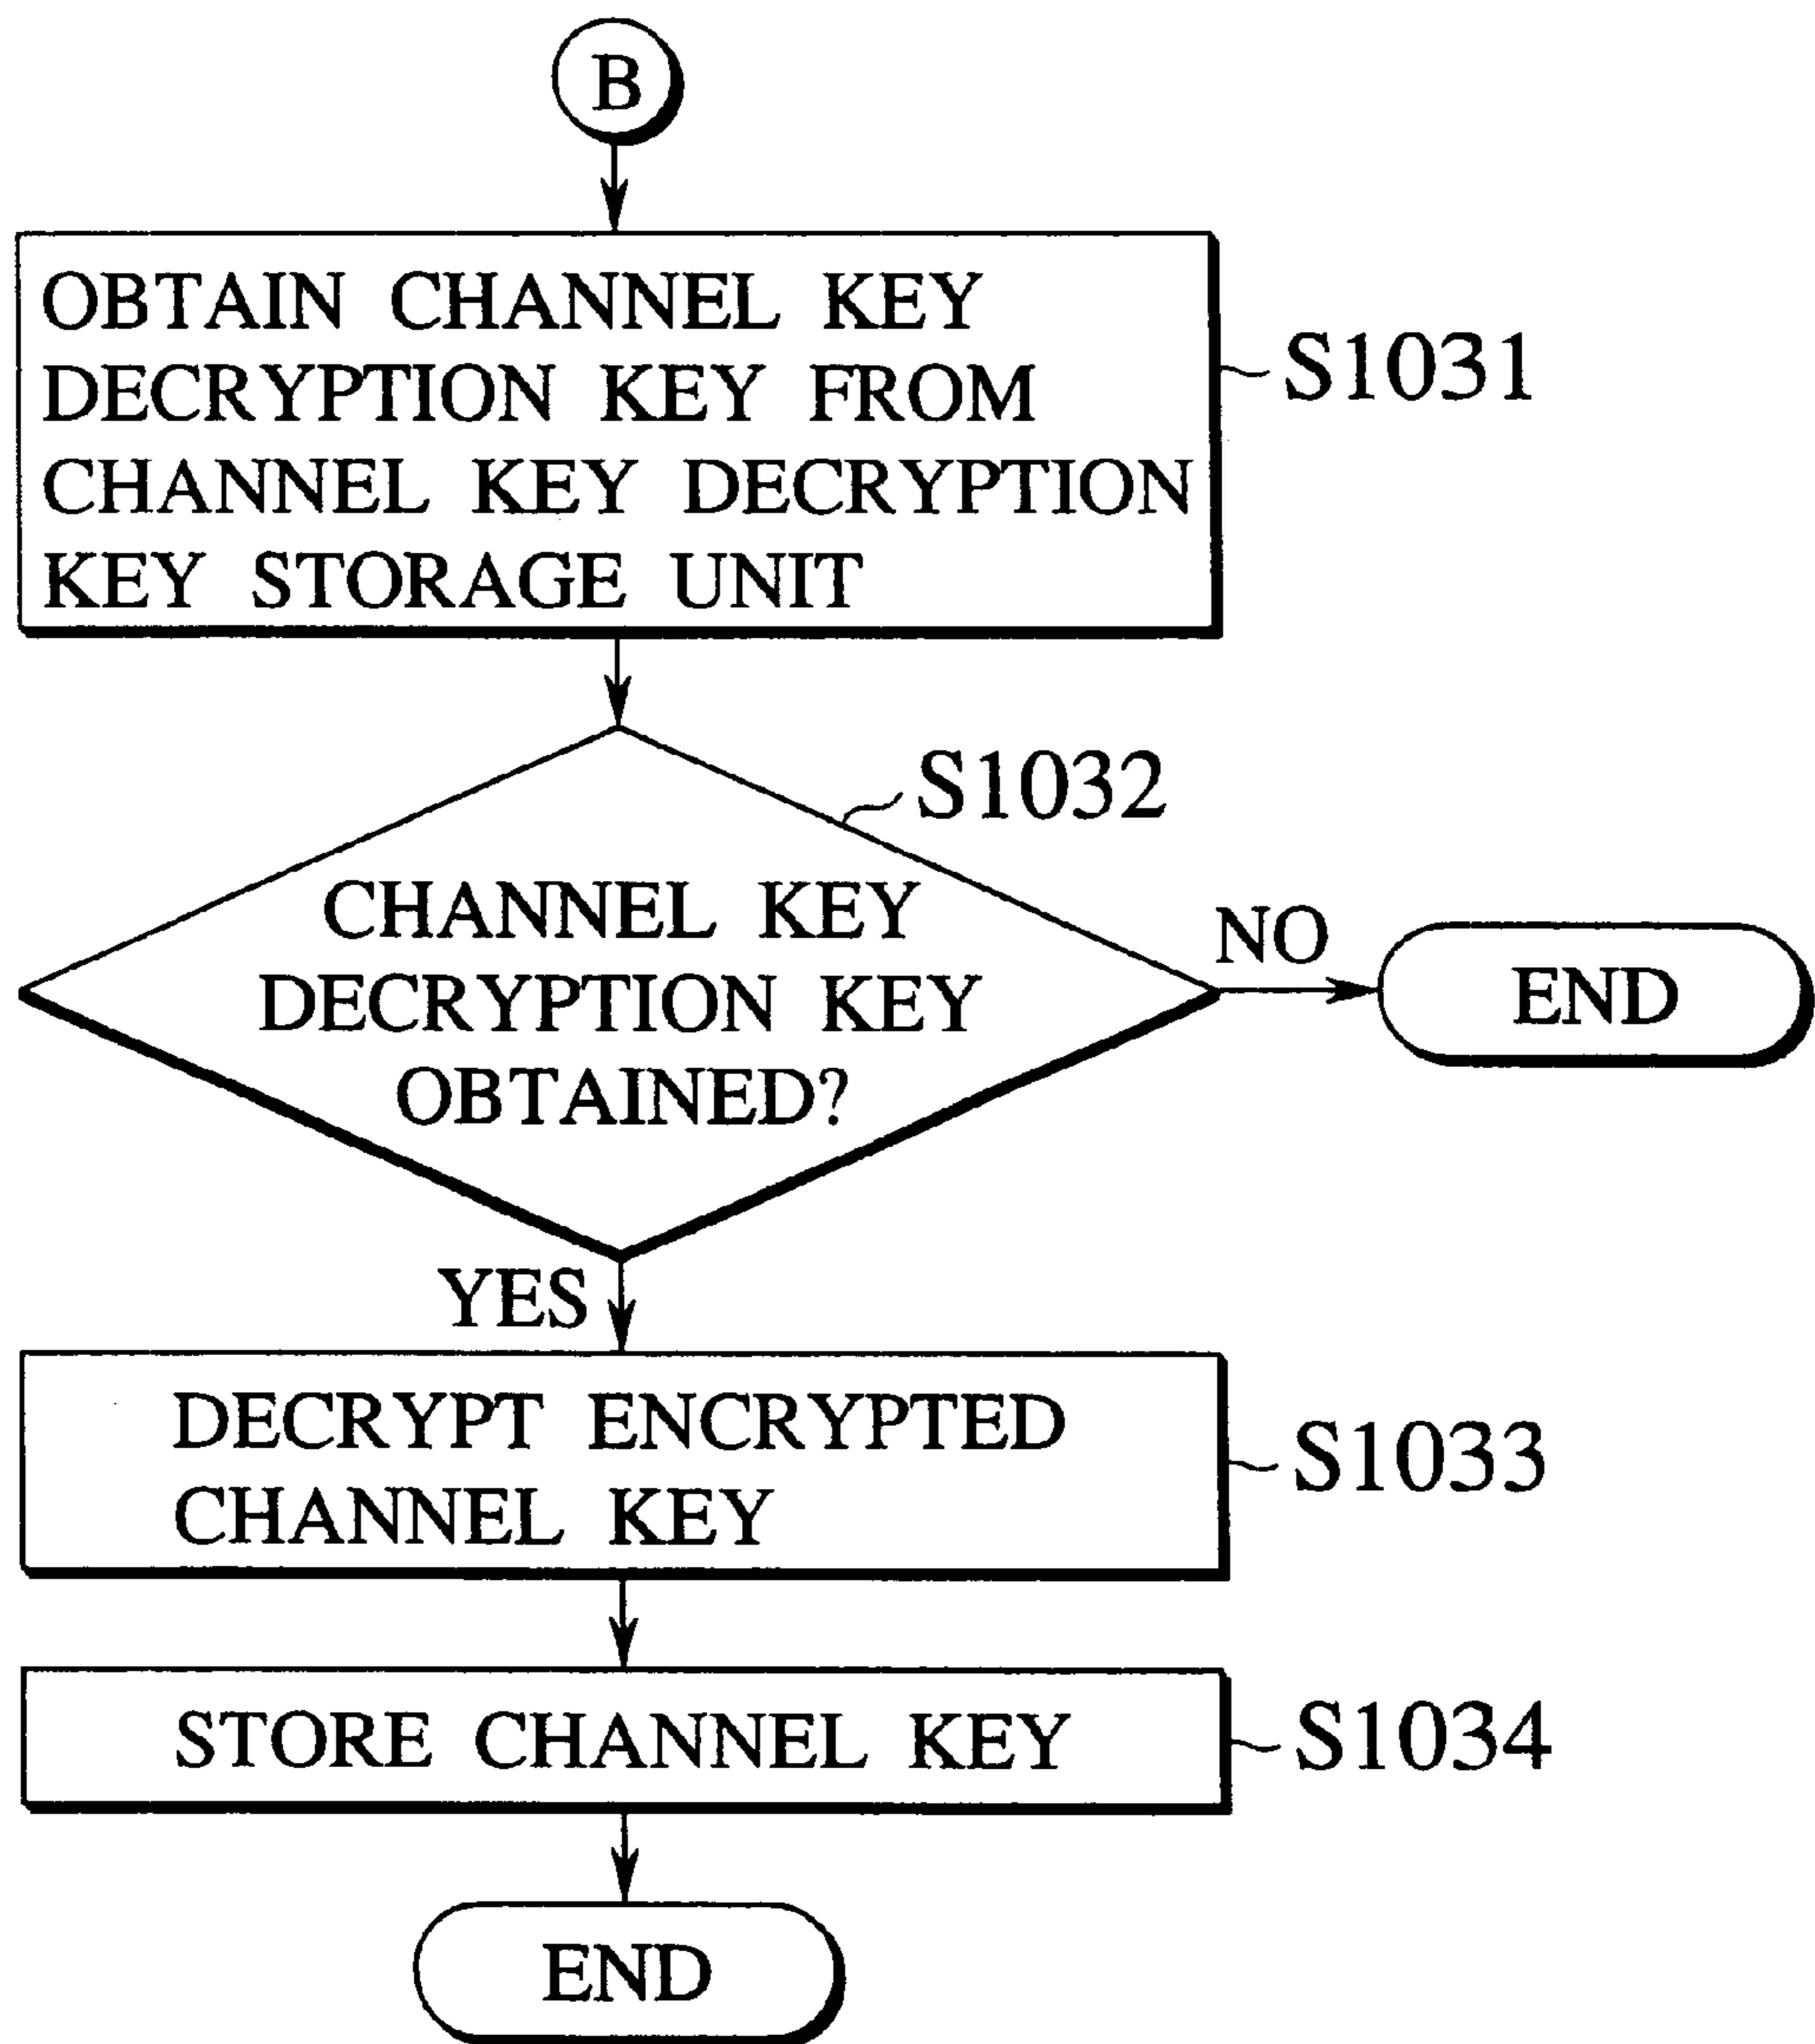 B
OBTAIN CHANNEL KEY
DECRYPTION KEY FROM
CHANNEL KEY DECRYPTION
KEY STORAGE UNIT
S1031
S1032
CHANNEL KEY
DECRYPTION KEY
OBTAINED?
NO
END
YES
DECRYPT ENCRYPTED
CHANNEL KEY
S1033
STORE CHANNEL KEY
S1034
END